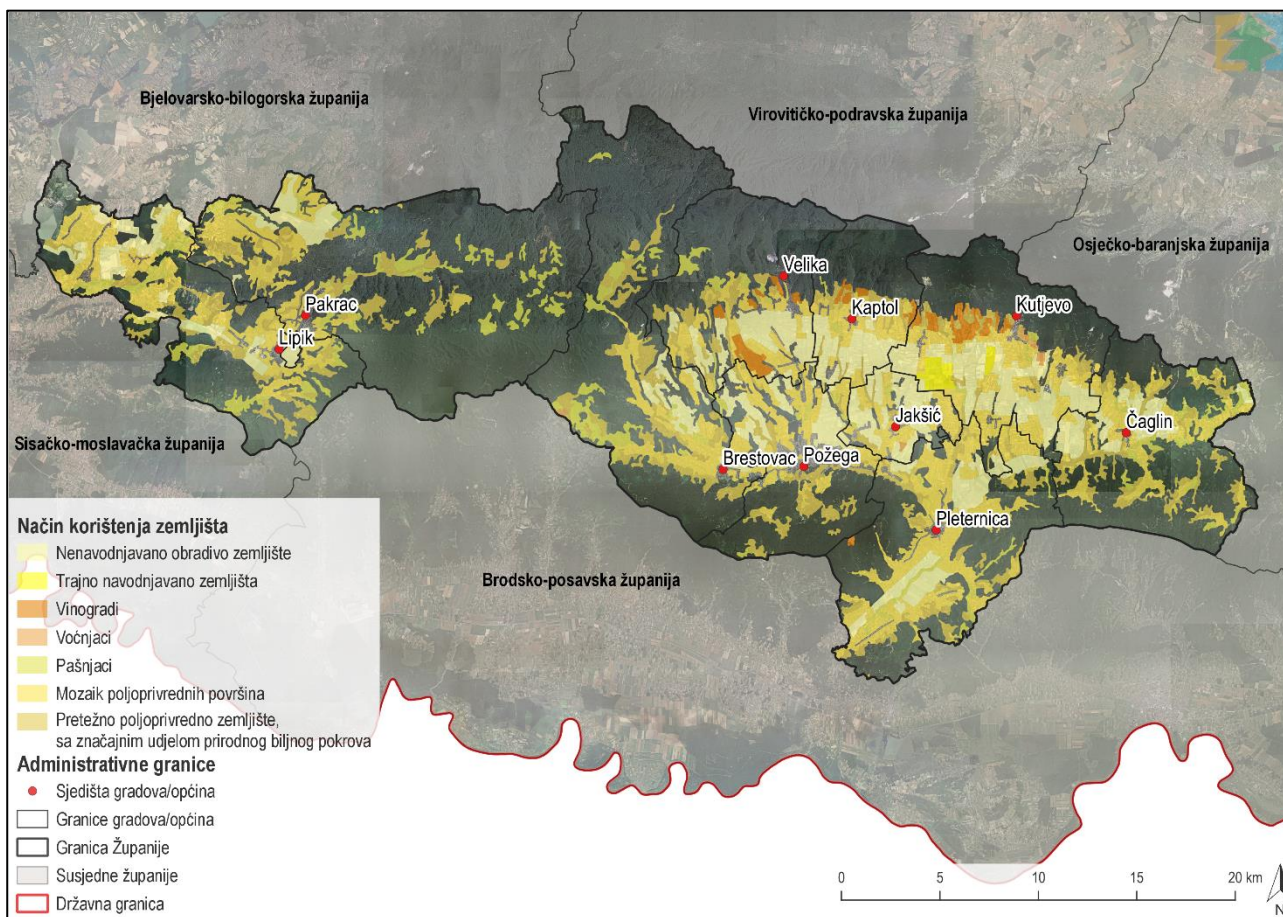 Bjelovarsko-bilogorska županija
Virovitičko-podravska županija
Osječko-baranjska županija
Velika
Kaptol
Kutjevo
Pakrac
Lipik
Jakšić
Čaglin
Sisačko-moslavačka županija
Brestovac
Požega
Pleternica
Brodsko-posavska županija
Način korištenja zemljišta
Nenavodnjavano obradivo zemljište
Trajno navodnjavano zemljišta
Vinogradi
Voćnjaci
Pašnjaci
Mozaik poljoprivrednih površina
Pretežno poljoprivredno zemljište,
sa značajnim udjelom prirodnog biljnog pokrova
Administrativne granice
Sjedišta gradova/općina
Granice gradova/općina
Granica Županije
Susjedne županije
Državna granica
0 5 10 15 20 km
N